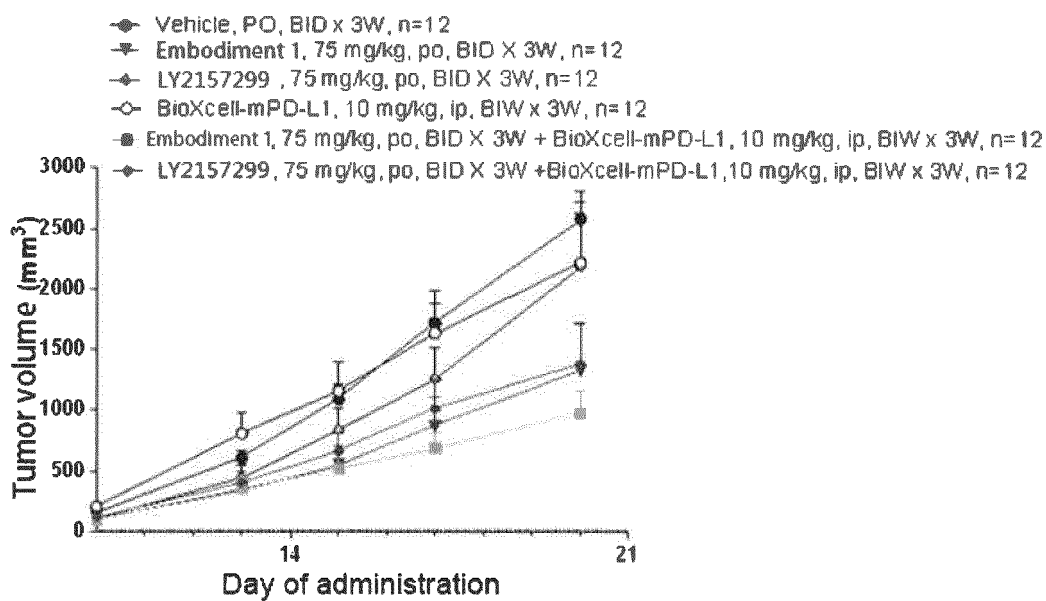 Vehicle, PO, BID x 3W, n=12
Embodiment 1, 75 mg/kg, po, BID X 3W, n=12
LY2157299 , 75 mg/kg, po, BID X 3W, n=12
BioXcell-mPD-L1, 10 mg/kg, ip, BIW x 3W, n=12
Embodiment 1, 75 mg/kg, po, BID X 3W + BioXcell-mPD-L1, 10 mg/kg, ip, BIW x 3W, n=12
LY2157299, 75 mg/kg, po, BID X 3W +BioXcell-mPD-L1,10 mg/kg, ip, BIW x 3W, n=12
3000
2500
2000
1500
1000
500
0
Tumor volume (mm³)
14
21
Day of administration